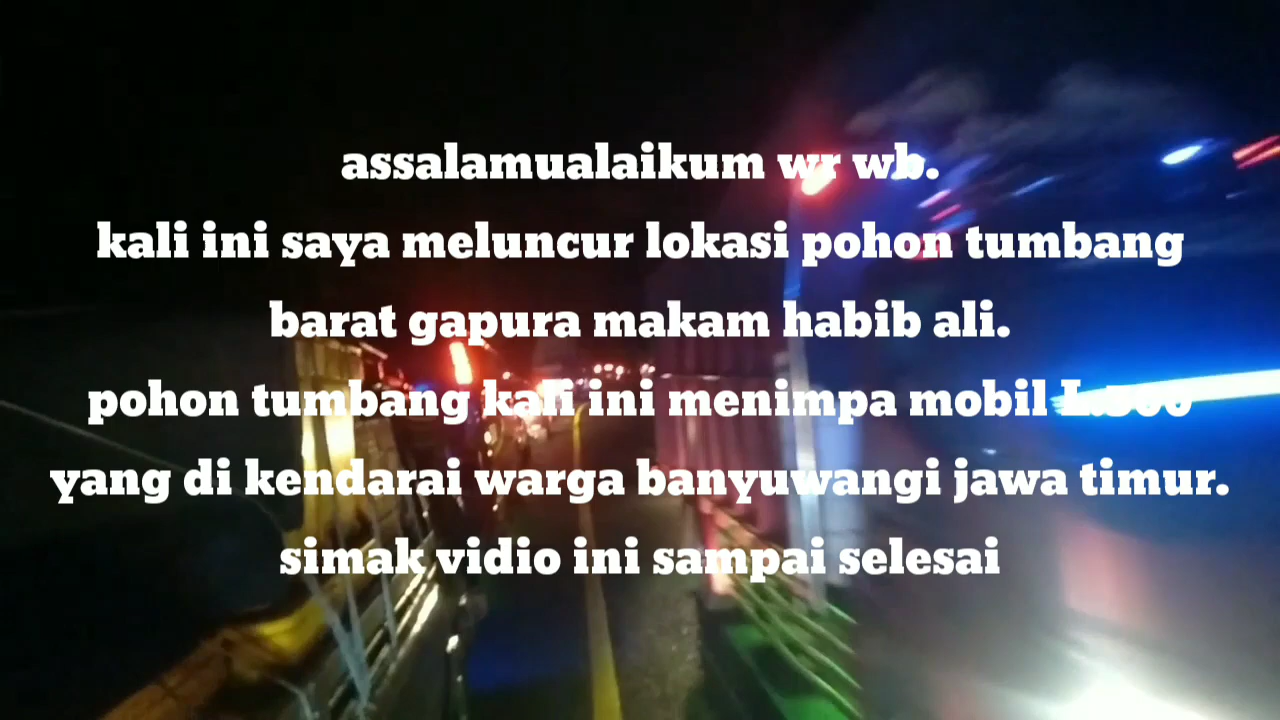 assalamualaikum wr wb.
kali ini saya meluncur lokasi pohon tumbang
barat gapura makam habib ali.
pohon tumbang kali ini menimpa mobil L300
yang di kendarai warga banyuwangi jawa timur.
simak vidio ini sampai selesai